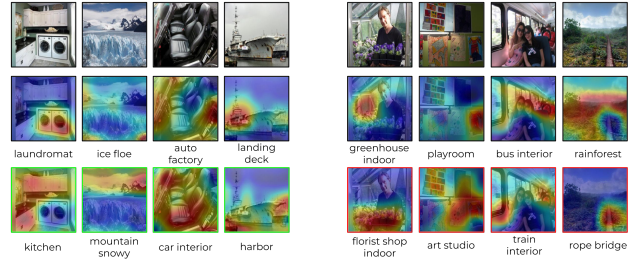 laundromat
ice floe
auto
factory
landing
deck
greenhouse
indoor
playroom
bus interior
rainforest
kitchen
mountain
snowy
car interior
harbor
florist shop
indoor
art studio
train
interior
rope bridge